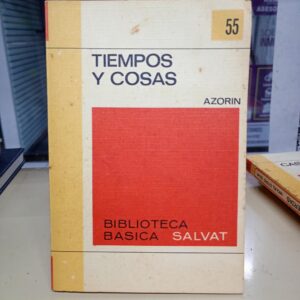 55
TIEMPOS
Y COSAS
AZORIN
BIBLIOTECA
BASICA SALVAT